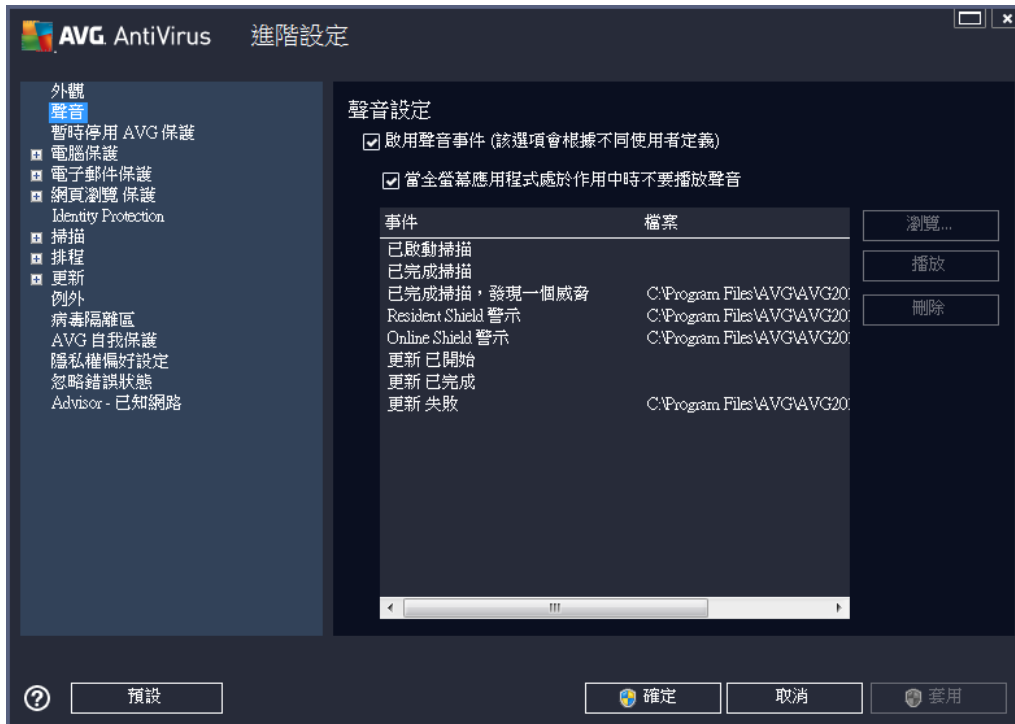 AVG AntiVirus 進階設定
外觀
聲音
暫時停用 AVG 保護
電腦保護
電子郵件保護
網頁瀏覽 保護
Identity Protection
掃描
排程
更新
例外
病毒隔離區
AVG 自我保護
隱私權偏好設定
忽略錯誤狀態
Advisor - 已知網路
聲音設定
啟用聲音事件 (該選項會根據不同使用者定義)
當全螢幕應用程式處於作用中時不要播放聲音
事件 檔案
已啟動掃描
已完成掃描
已完成掃描，發現一個威脅 C:\Program Files\AVG\AVG20
Resident Shield 警示 C:\Program Files\AVG\AVG20
Online Shield 警示 C:\Program Files\AVG\AVG20
更新 已開始
更新 已完成
更新 失敗 C:\Program Files\AVG\AVG20
瀏覽...
播放
刪除
預設 確定 取消 套用